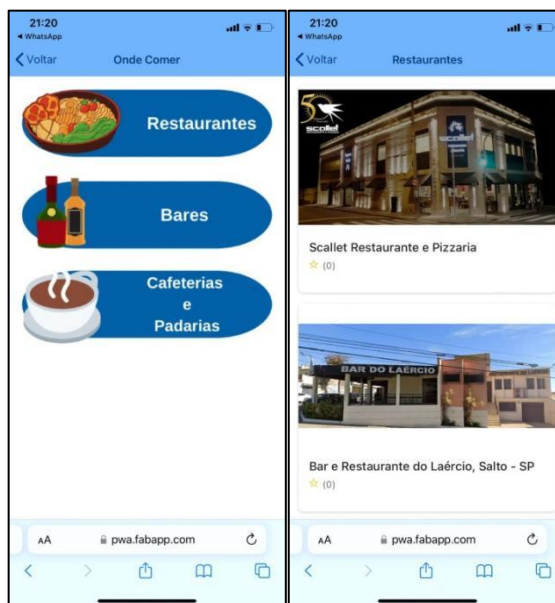 21:20
WhatsApp
Voltar
Onde Comer
Restaurantes
Bares
Cafeterias
e
Padarias
AA
pwa.fabapp.com
21:20
WhatsApp
Voltar
Restaurantes
scallet
scallet
Scallet Restaurante e Pizzaria
(0)
BAR DO LAÉRCIO
Bar e Restaurante do Laércio, Salto - SP
(0)
AA
pwa.fabapp.com